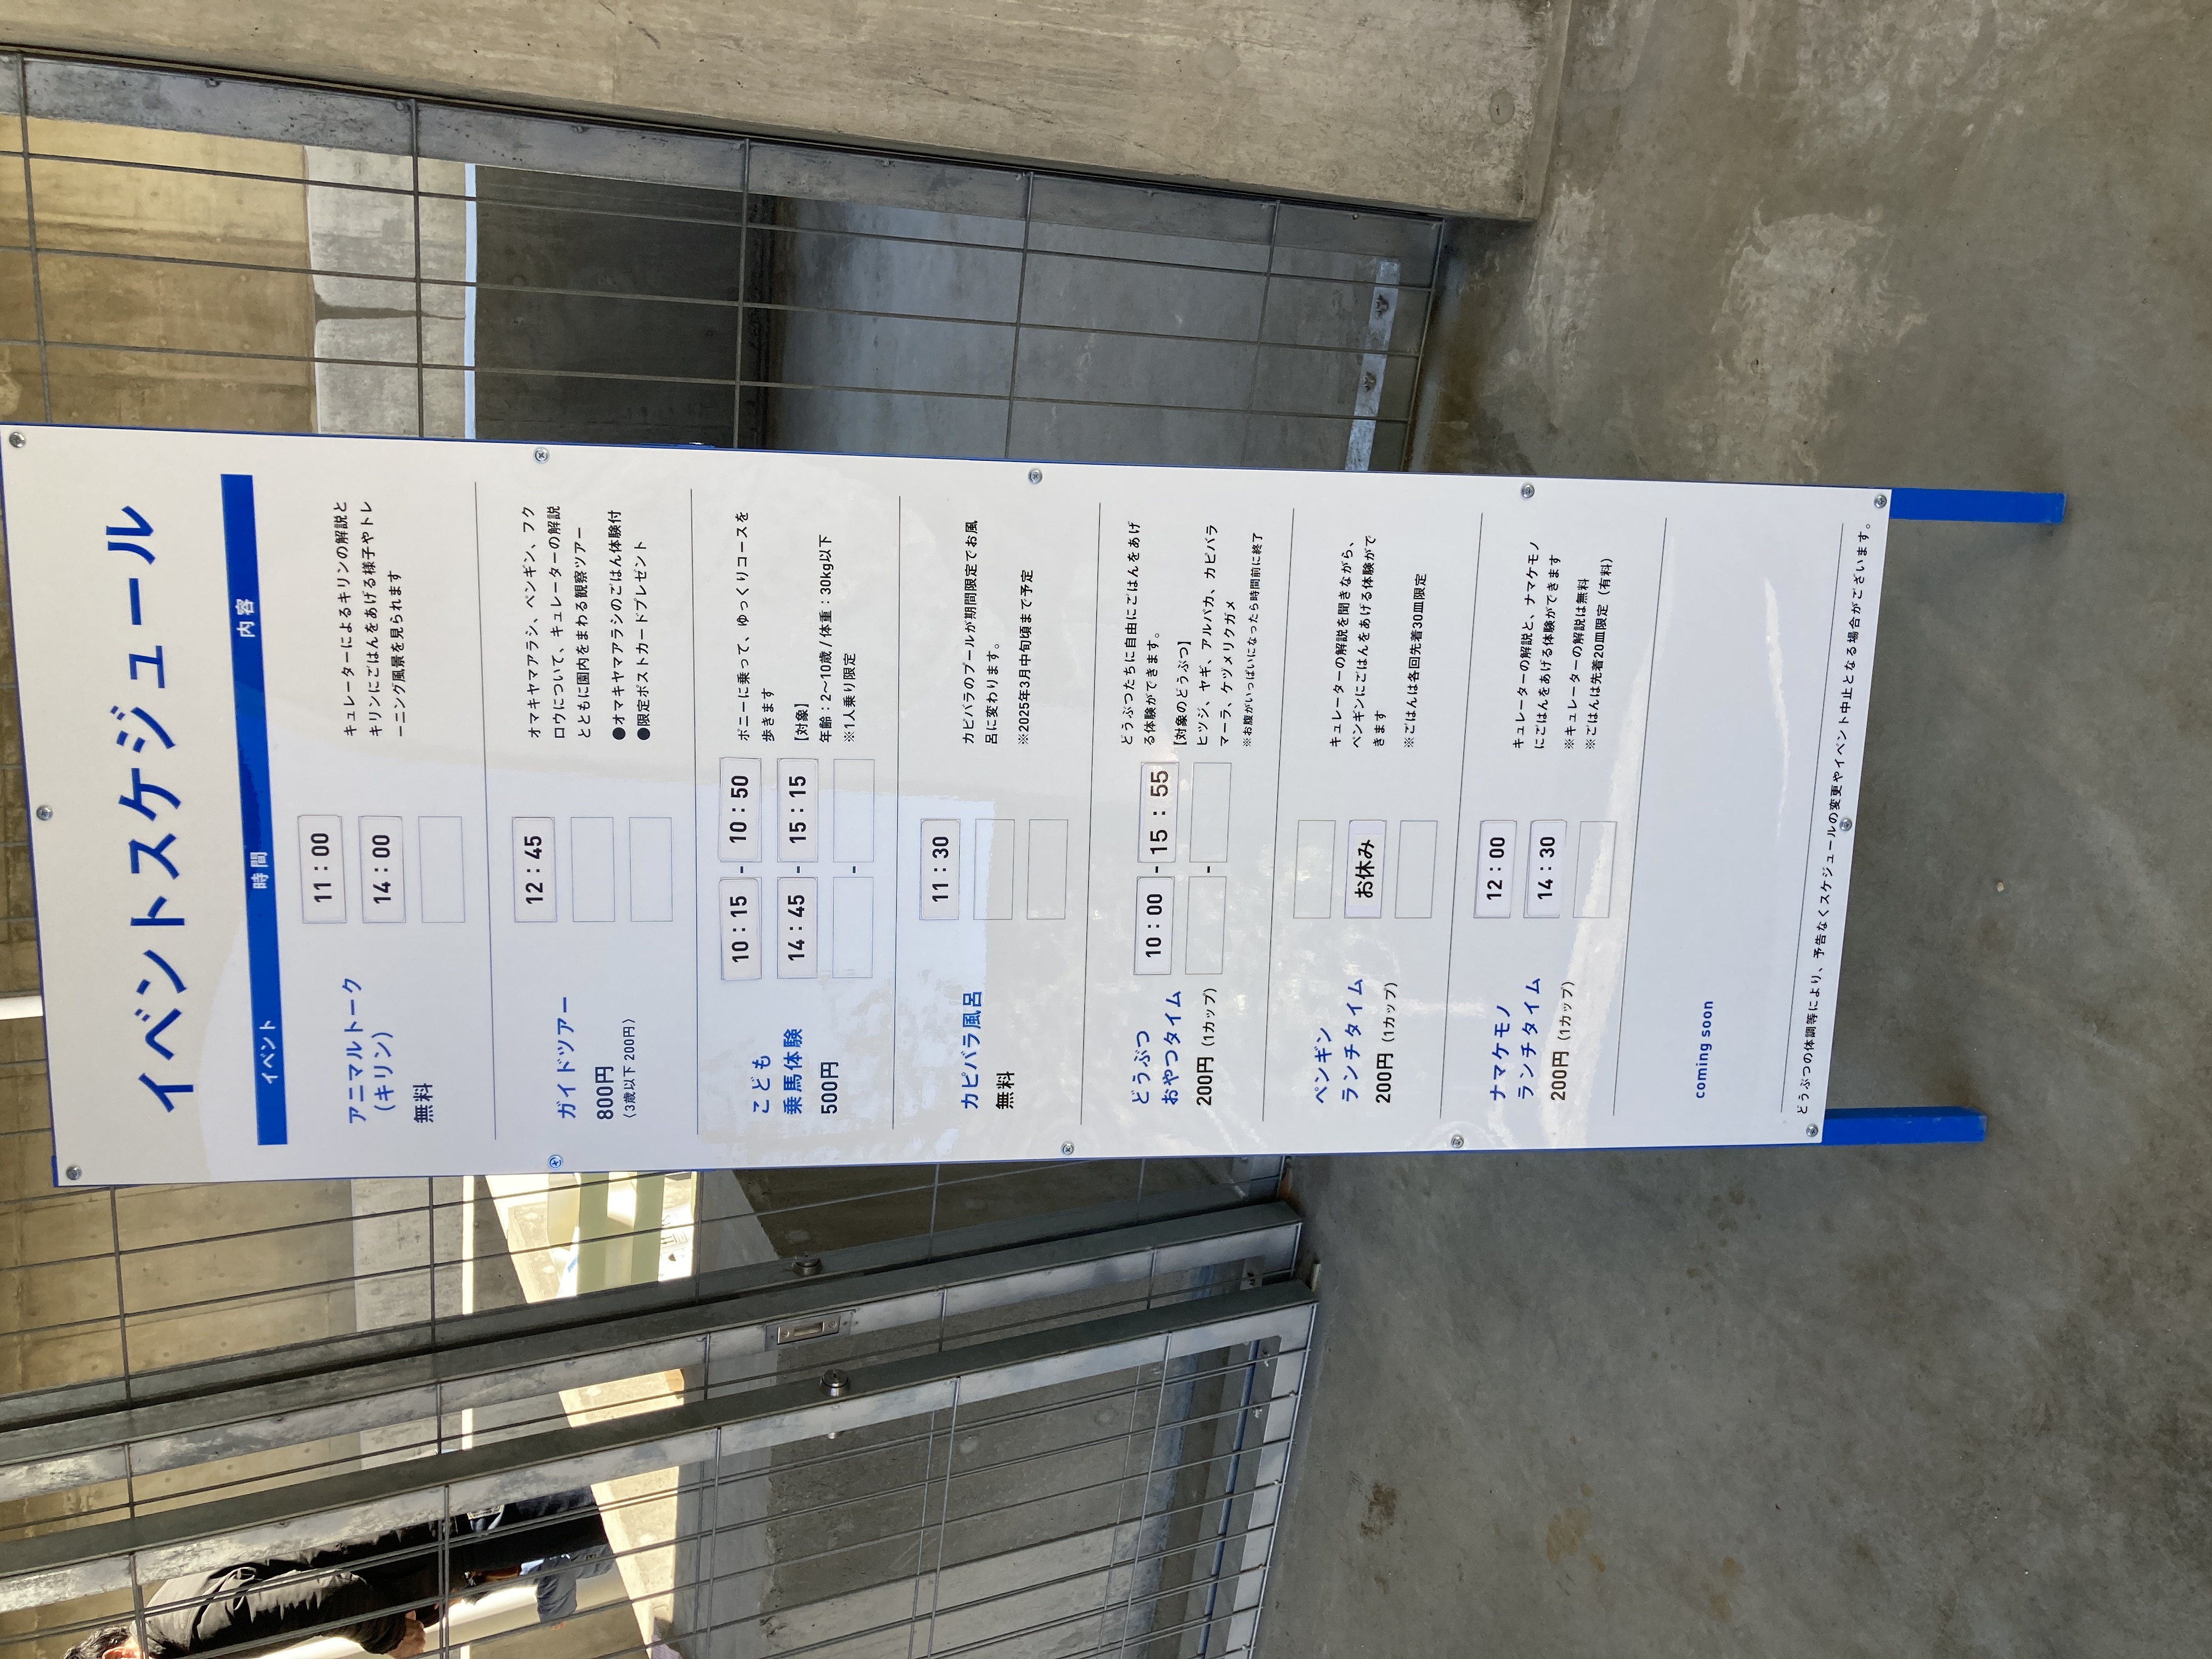 イベントスケジュール
イベント 時間 内容
アニマルトーク
（キリン）
無料
11：00
14：00
キュレーターによるキリンの解説と
キリンにごはんをあげる様子やトレ
ーニング風景を見られます
ガイドツアー
800円
〈3歳以下 200円〉
12：45
オマキヤマアラシ、ペンギン、フク
ロウについて、キュレーターの解説
とともに園内をまわる観察ツアー
●オマキヤマアラシのごはん体験付
●限定ポストカードプレゼント
こども
乗馬体験
500円
10：15 - 10：50
14：45 - 15：15
-
ポニーに乗って、ゆっくりコースを
歩きます
【対象】
年齢：2〜10歳 / 体重：30kg以下
※1人乗り限定
カピバラ風呂
無料
11：30
カピバラのプールが期間限定でお風
呂に変わります。
※2025年3月中旬頃まで予定
どうぶつ
おやつタイム
200円（1カップ）
10：00 - 15：55
-
どうぶつたちに自由にごはんをあげ
る体験ができます。
【対象のどうぶつ】
ヒツジ、ヤギ、アルパカ、カピバラ
マーラ、ケヅメリクガメ
※お腹がいっぱいになったら時間前に終了
ペンギン
ランチタイム
200円（1カップ）
お休み
キュレーターの解説を聞きながら、
ペンギンにごはんをあげる体験がで
きます
※ごはんは各回先着30皿限定
ナマケモノ
ランチタイム
200円（1カップ）
12：00
14：30
キュレーターの解説と、ナマケモノ
にごはんをあげる体験ができます
※キュレーターの解説は無料
※ごはんは先着20皿限定（有料）
coming soon
どうぶつの体調等により、予告なくスケジュールの変更やイベント中止となる場合がございます。